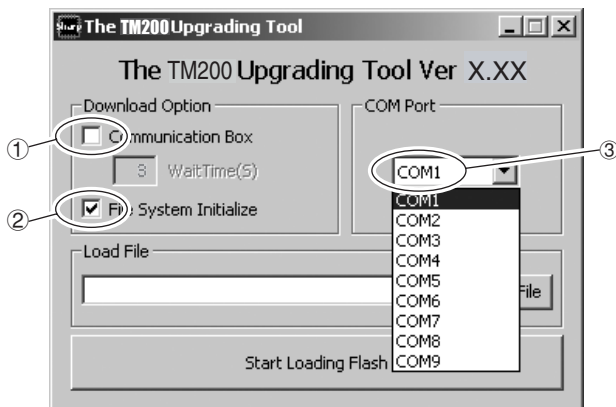 Sharp The TM200 Upgrading Tool
The TM200 Upgrading Tool Ver X.XX
Download Option
COM Port
① Communication Box
3 WaitTime(S)
② File System Initialize
③
COM1
COM1
COM2
COM3
COM4
COM5
COM6
COM7
COM8
COM9
Load File
File
Start Loading Flash